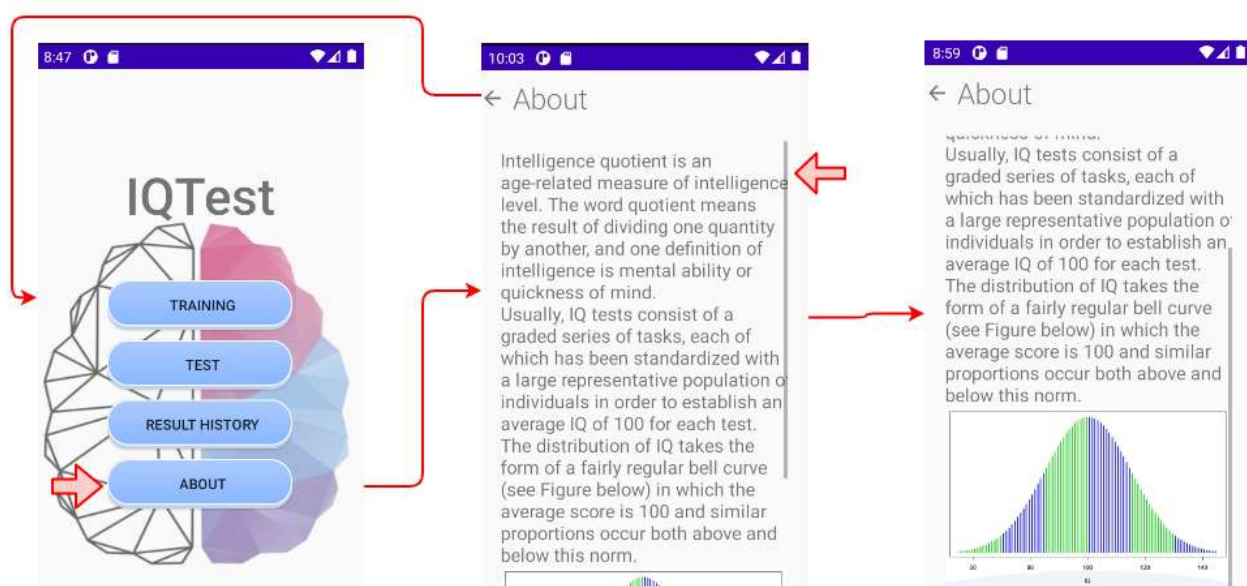 8:47
IQTest
TRAINING
TEST
RESULT HISTORY
ABOUT
10:03
← About
Intelligence quotient is an
age-related measure of intelligence
level. The word quotient means
the result of dividing one quantity
by another, and one definition of
intelligence is mental ability or
quickness of mind.
Usually, IQ tests consist of a
graded series of tasks, each of
which has been standardized with
a large representative population of
individuals in order to establish an
average IQ of 100 for each test.
The distribution of IQ takes the
form of a fairly regular bell curve
(see Figure below) in which the
average score is 100 and similar
proportions occur both above and
below this norm.
8:59
← About
quickness of mind.
Usually, IQ tests consist of a
graded series of tasks, each of
which has been standardized with
a large representative population of
individuals in order to establish an
average IQ of 100 for each test.
The distribution of IQ takes the
form of a fairly regular bell curve
(see Figure below) in which the
average score is 100 and similar
proportions occur both above and
below this norm.
60 80 100 120 140
IQ